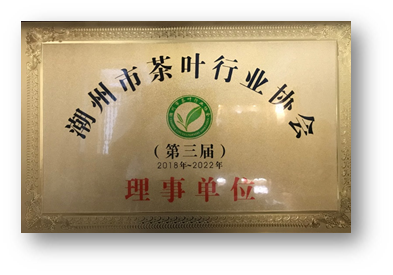 潮州市茶叶行业协会
(第三届)
2018年-2022年
理事单位